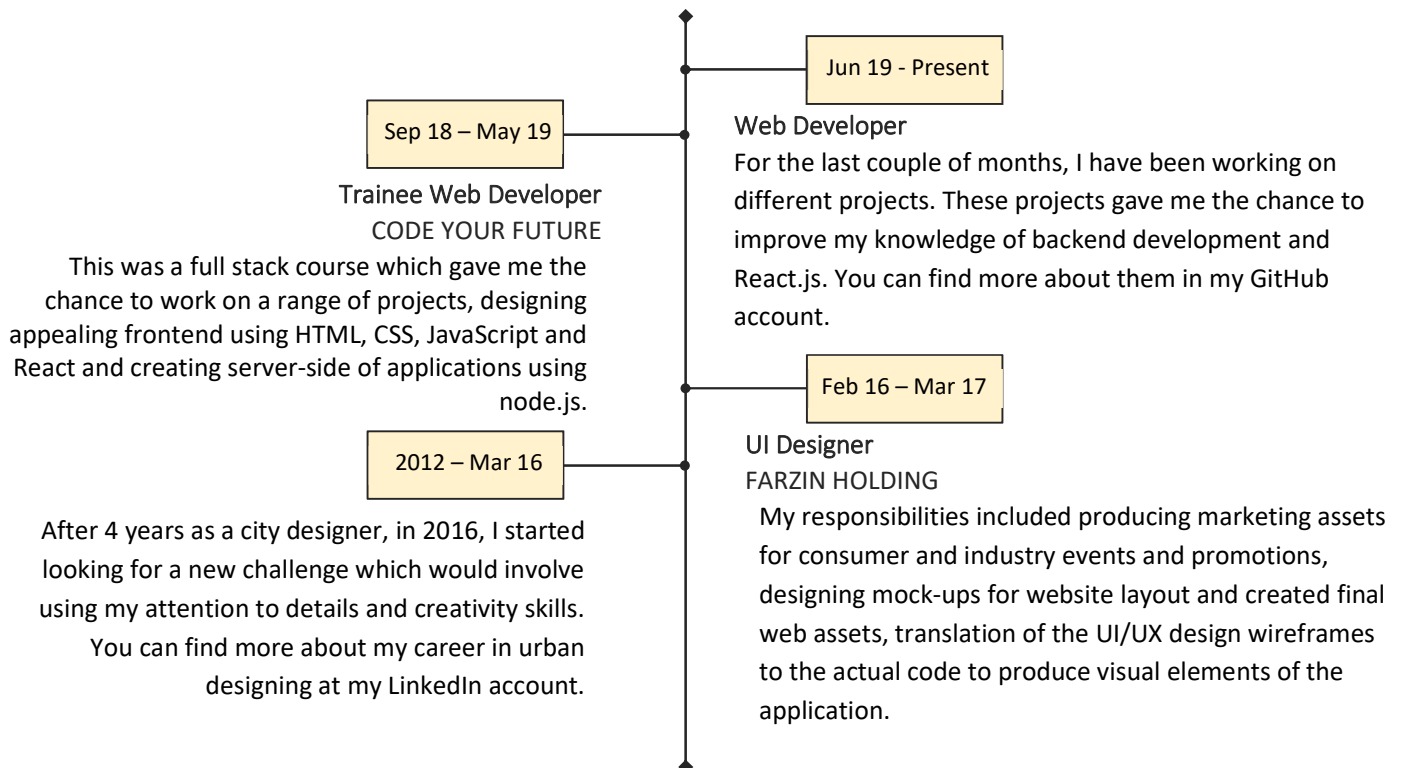 Jun 19 - Present
Web Developer
For the last couple of months, I have been working on
different projects. These projects gave me the chance to
improve my knowledge of backend development and
React.js. You can find more about them in my GitHub
account.
Sep 18 – May 19
Trainee Web Developer
CODE YOUR FUTURE
This was a full stack course which gave me the
chance to work on a range of projects, designing
appealing frontend using HTML, CSS, JavaScript and
React and creating server-side of applications using
node.js.
Feb 16 – Mar 17
UI Designer
FARZIN HOLDING
My responsibilities included producing marketing assets
for consumer and industry events and promotions,
designing mock-ups for website layout and created final
web assets, translation of the UI/UX design wireframes
to the actual code to produce visual elements of the
application.
2012 – Mar 16
After 4 years as a city designer, in 2016, I started
looking for a new challenge which would involve
using my attention to details and creativity skills.
You can find more about my career in urban
designing at my LinkedIn account.